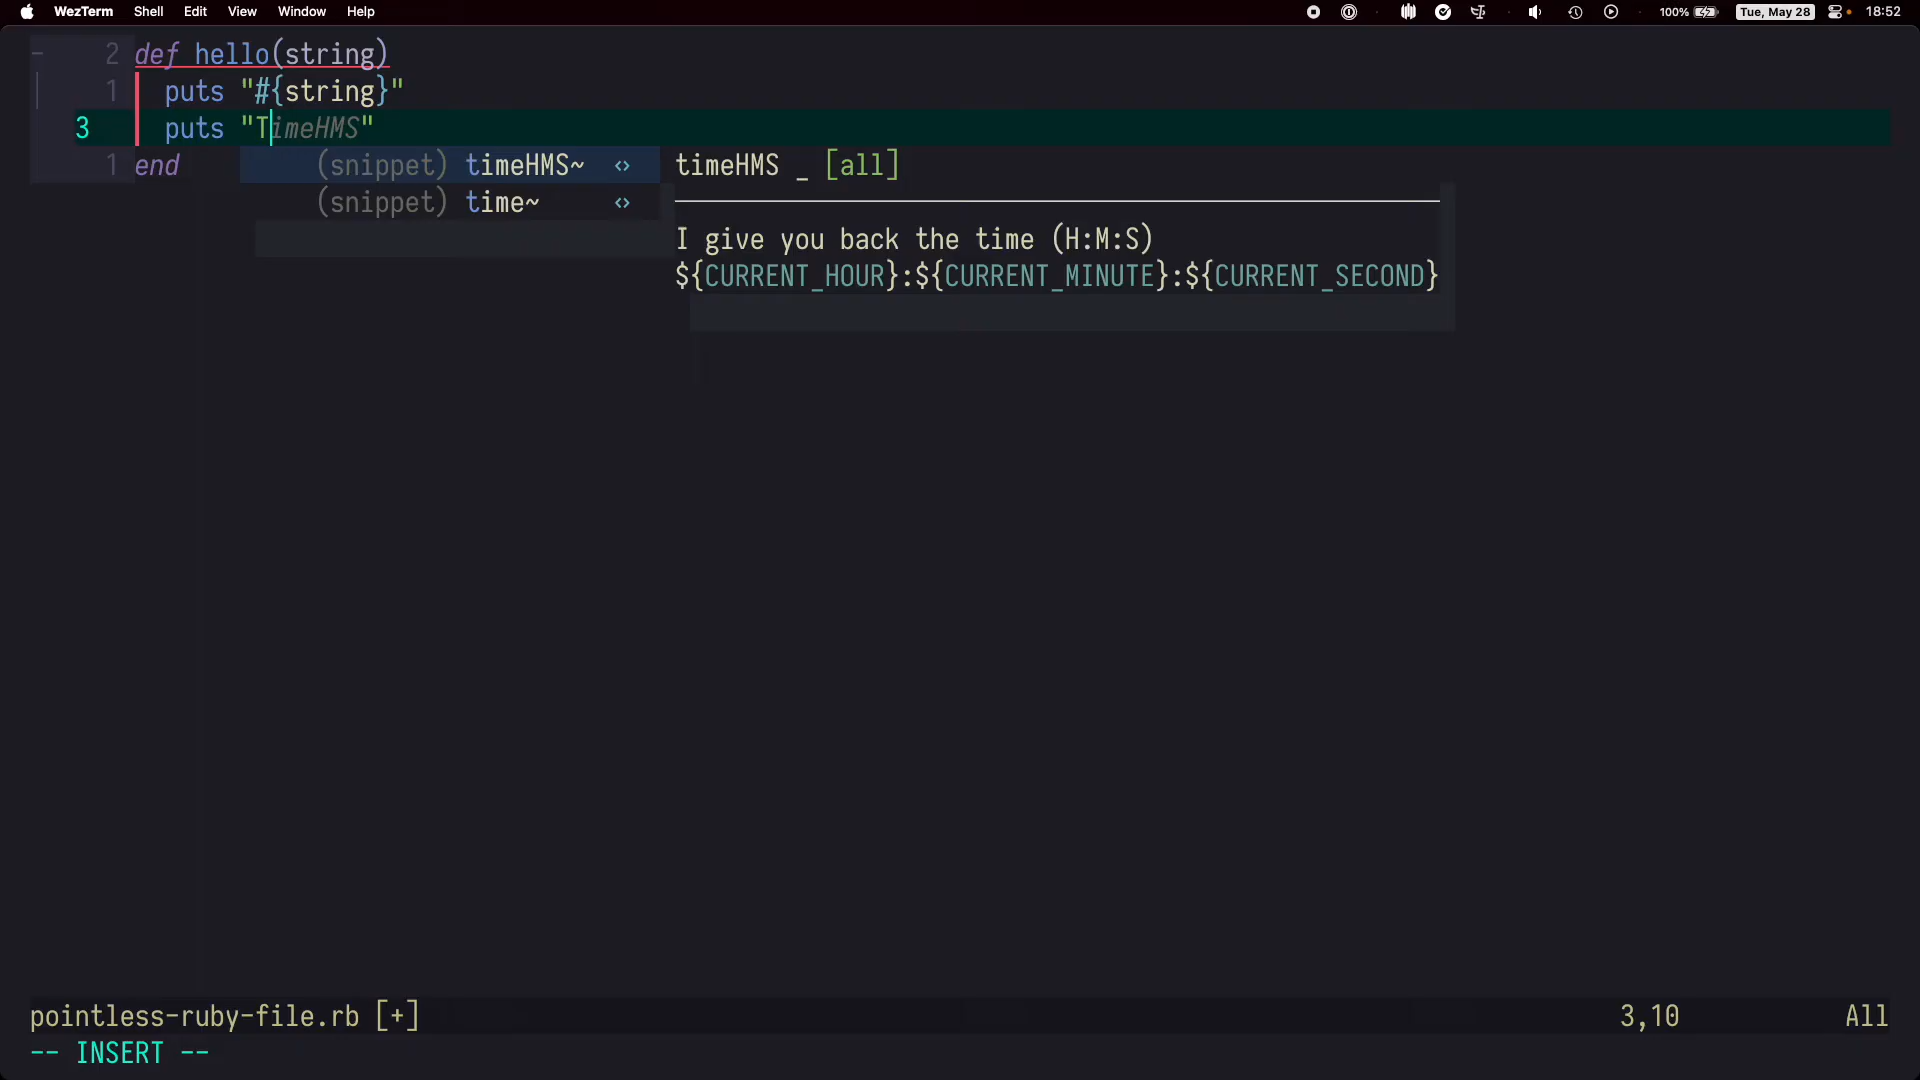 WezTerm Shell Edit View Window Help 100% Tue, May 28 18:52
2 def hello(string)
1 puts "#{string}"
3 puts "TimeHMS"
1 end
(snippet) timeHMS~ <> timeHMS _ [all]
(snippet) time~ <>
I give you back the time (H:M:S)
${CURRENT_HOUR}:${CURRENT_MINUTE}:${CURRENT_SECOND}
pointless-ruby-file.rb [+] 3,10 All
-- INSERT --